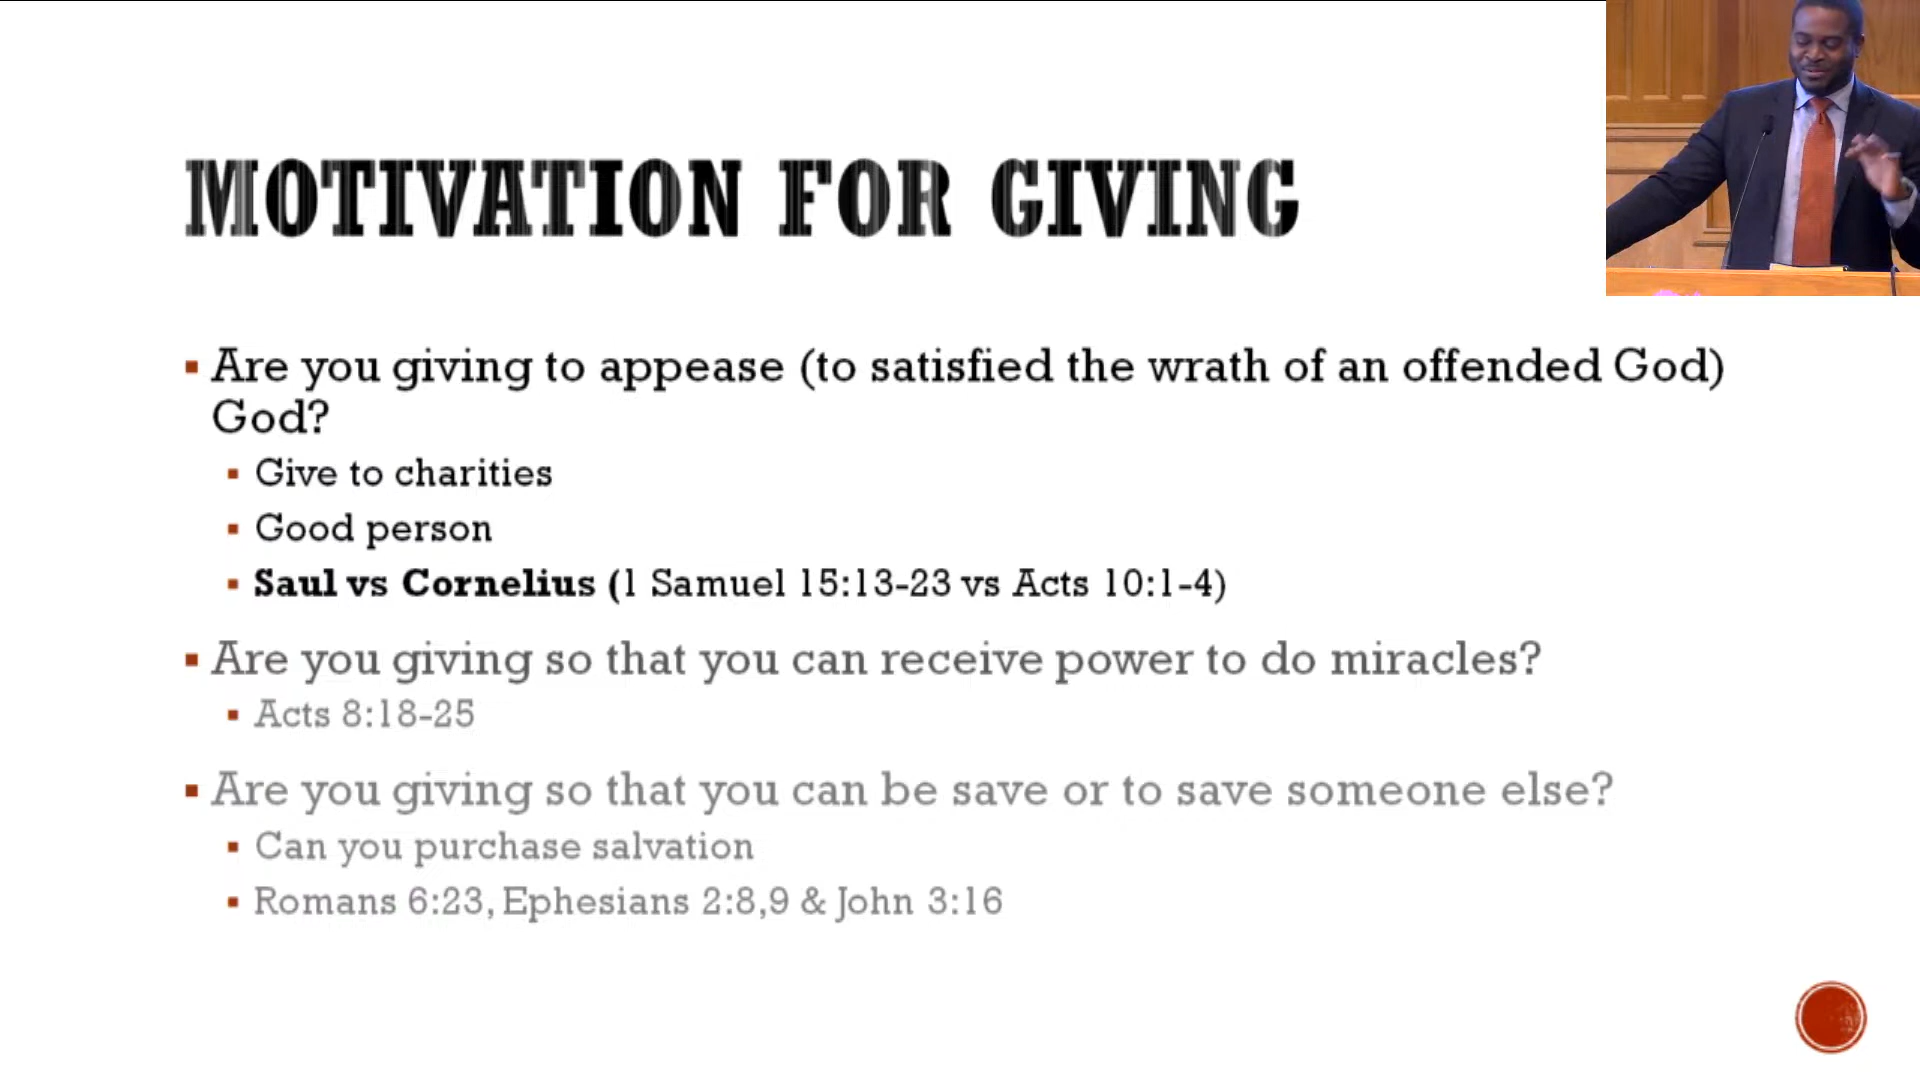 MOTIVATION FOR GIVING
Are you giving to appease (to satisfied the wrath of an offended God)
God?
Give to charities
Good person
Saul vs Cornelius (1 Samuel 15:13-23 vs Acts 10:1-4)
Are you giving so that you can receive power to do miracles?
Acts 8:18-25
Are you giving so that you can be save or to save someone else?
Can you purchase salvation
Romans 6:23, Ephesians 2:8,9 & John 3:16